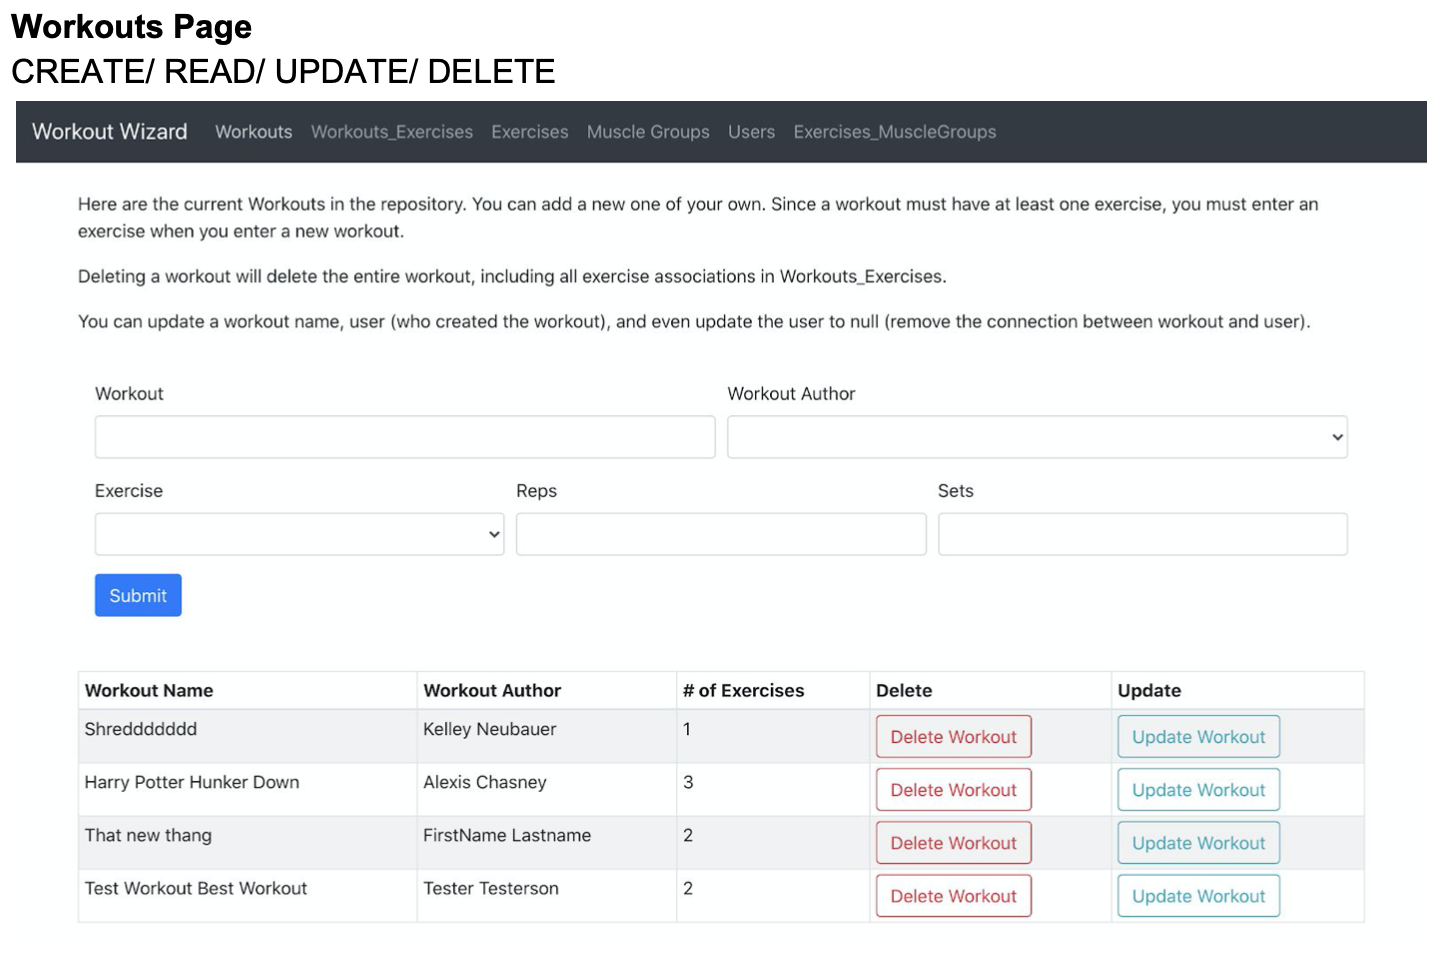 Workouts Page
CREATE/ READ/ UPDATE/ DELETE
Workout Wizard Workouts Workouts_Exercises Exercises Muscle Groups Users Exercises_MuscleGroups
Here are the current Workouts in the repository. You can add a new one of your own. Since a workout must have at least one exercise, you must enter an
exercise when you enter a new workout.
Deleting a workout will delete the entire workout, including all exercise associations in Workouts_Exercises.
You can update a workout name, user (who created the workout), and even update the user to null (remove the connection between workout and user).
Workout Workout Author
Exercise Reps Sets
Submit
Workout Name Workout Author # of Exercises Delete Update
Shreddddddd Kelley Neubauer 1 Delete Workout Update Workout
Harry Potter Hunker Down Alexis Chasney 3 Delete Workout Update Workout
That new thang FirstName Lastname 2 Delete Workout Update Workout
Test Workout Best Workout Tester Testerson 2 Delete Workout Update Workout